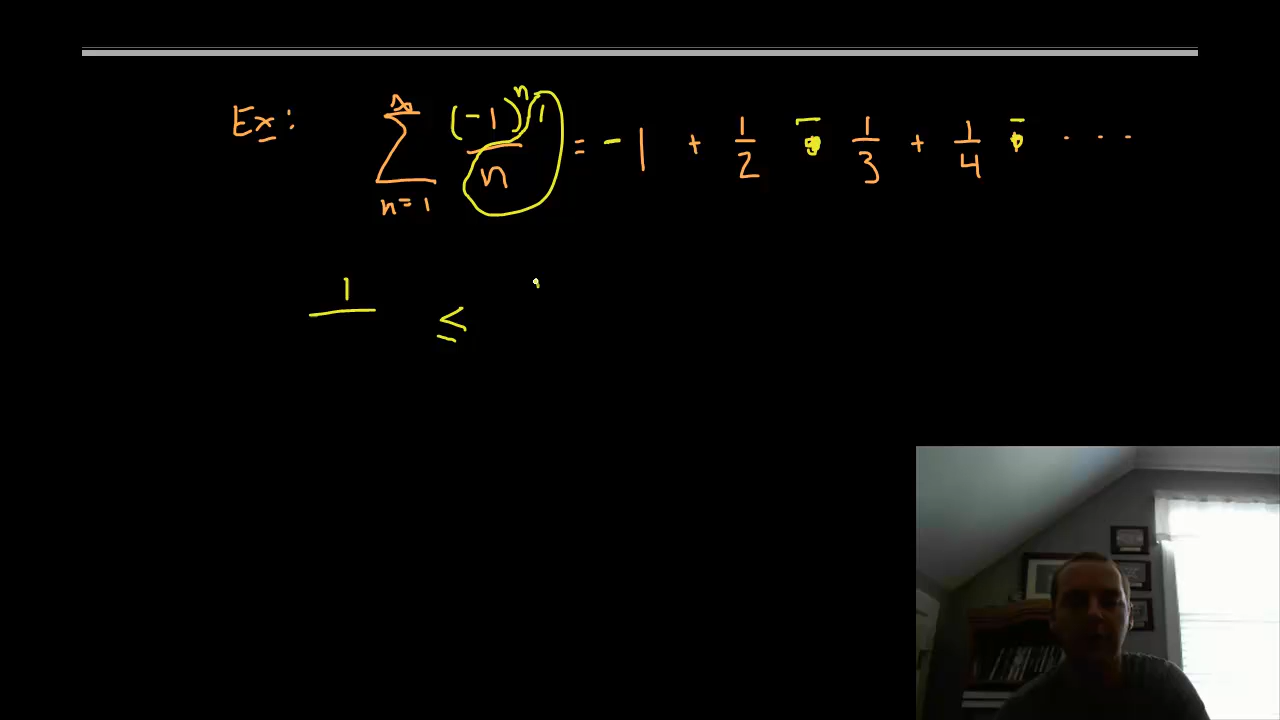 Ex: ∞ ∑ n=1 (-1)^n 1 / n = - 1 + 1/2 - 1/3 + 1/4 - · · ·
1/ ≤